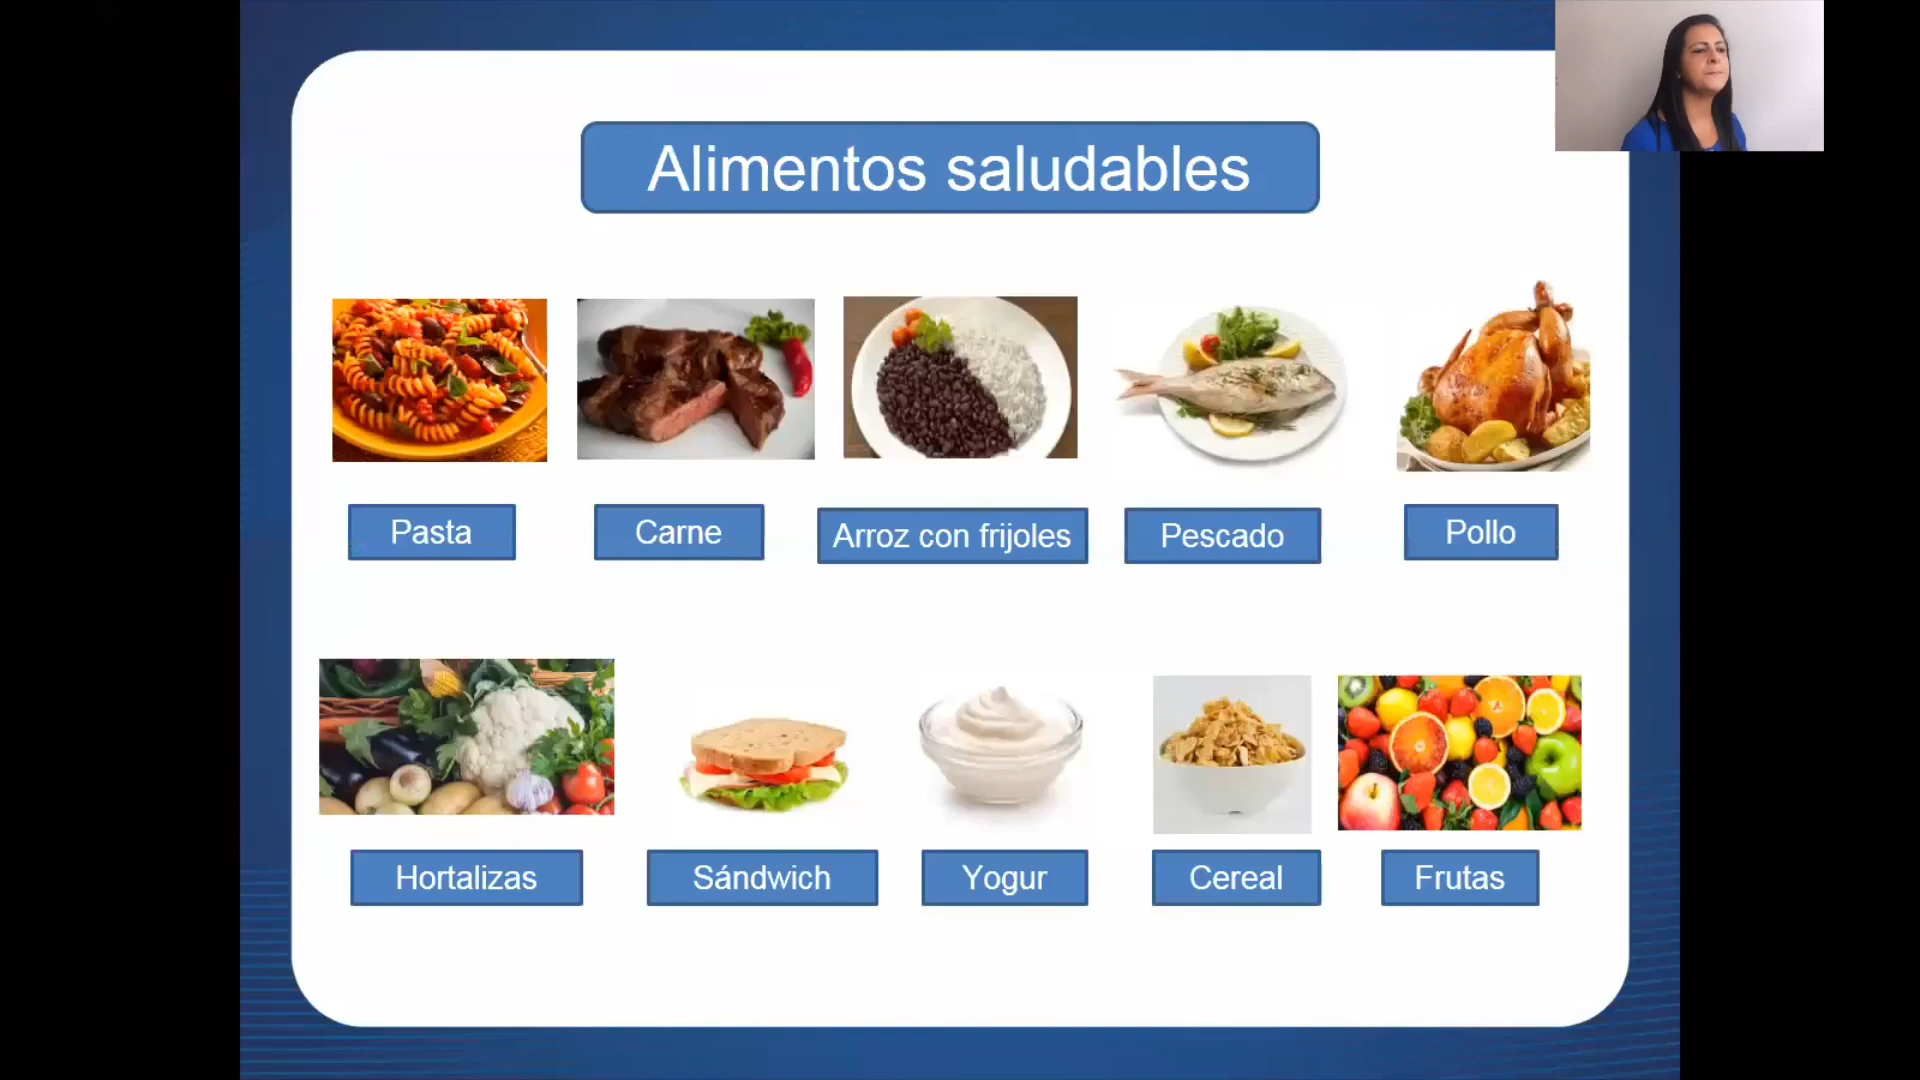 Alimentos saludables
Pasta
Carne
Arroz con frijoles
Pescado
Pollo
Hortalizas
Sándwich
Yogur
Cereal
Frutas